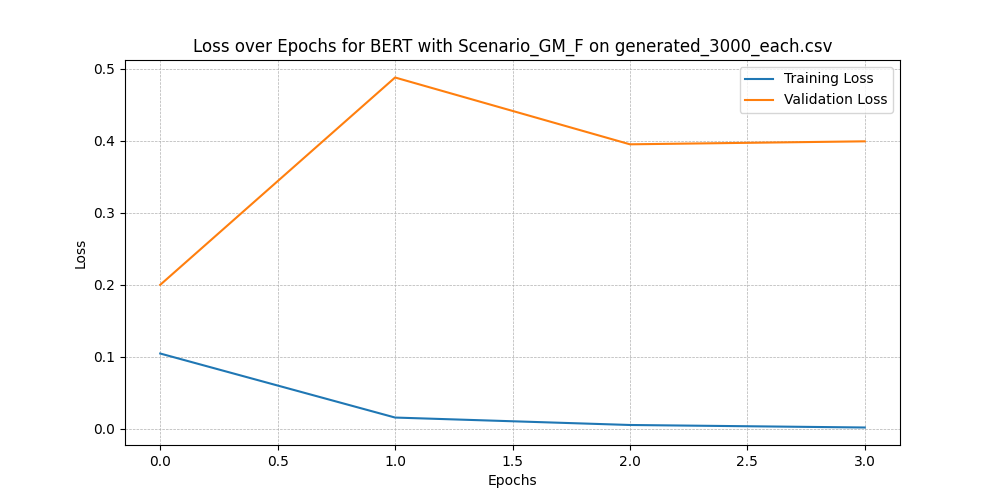 Loss over Epochs for BERT with Scenario_GM_F on generated_3000_each.csv
Training Loss
Validation Loss
Loss
0.5
0.4
0.3
0.2
0.1
0.0
0.0 0.5 1.0 1.5 2.0 2.5 3.0
Epochs